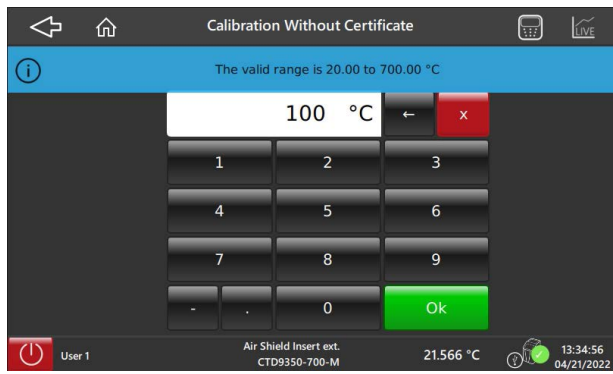 Calibration Without Certificate
LIVE
The valid range is 20.00 to 700.00 °C
100 °C ← x
1 2 3
4 5 6
7 8 9
- . 0 Ok
User 1
Air Shield Insert ext.
CTD9350-700-M
21.566 °C
13:34:56
04/21/2022